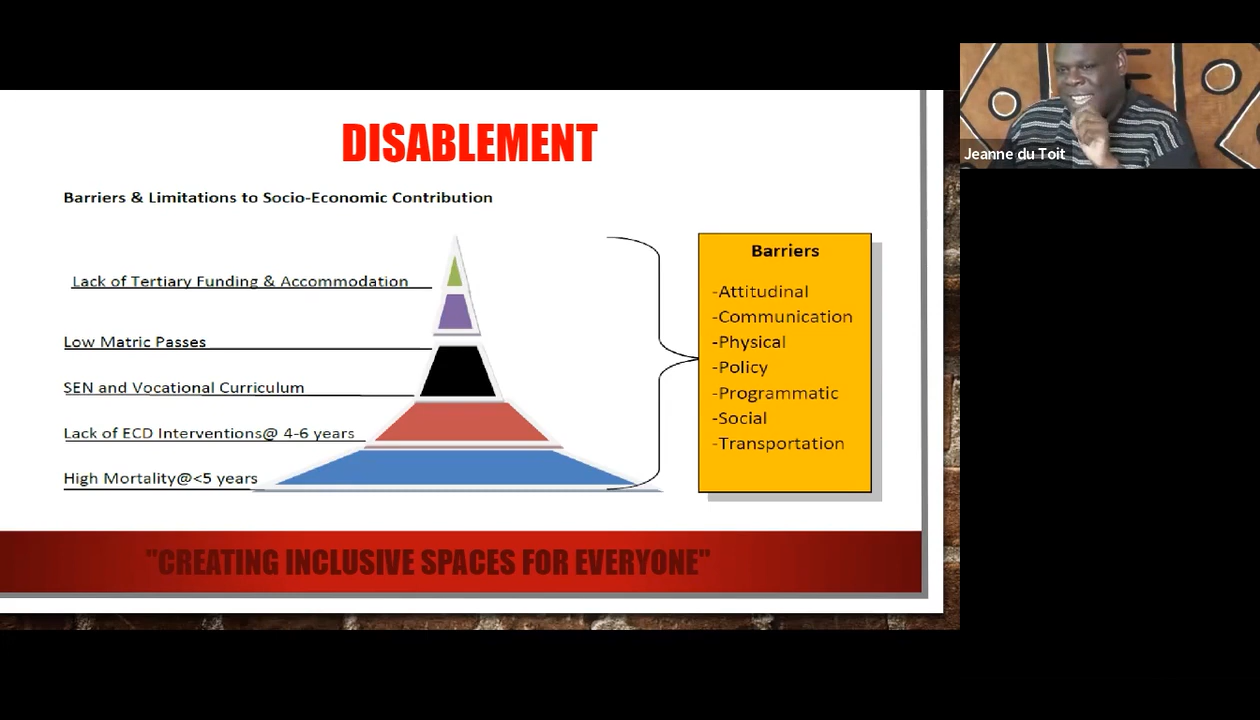 DISABLEMENT
Barriers & Limitations to Socio-Economic Contribution
Lack of Tertiary Funding & Accommodation
Low Matric Passes
SEN and Vocational Curriculum
Lack of ECD Interventions@ 4-6 years
High Mortality@<5 years
Barriers
-Attitudinal
-Communication
-Physical
-Policy
-Programmatic
-Social
-Transportation
"CREATING INCLUSIVE SPACES FOR EVERYONE"
Jeanne du Toit